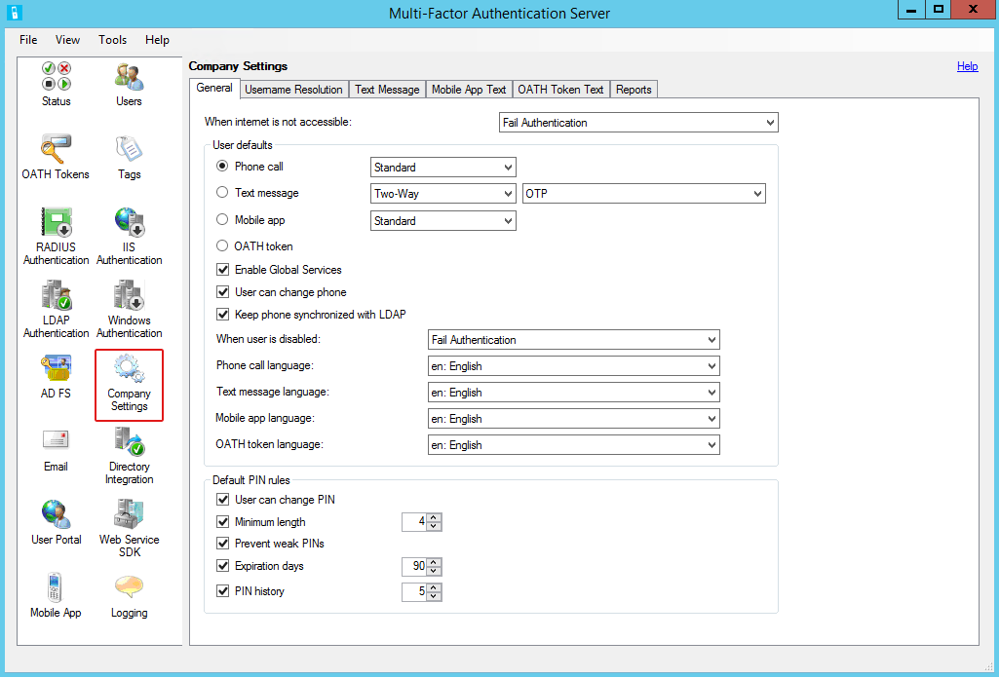 Multi-Factor Authentication Server
File View Tools Help
Status Users
OATH Tokens Tags
RADIUS Authentication
IIS Authentication
LDAP Authentication
Windows Authentication
AD FS
Company Settings
Email
Directory Integration
User Portal
Web Service SDK
Mobile App
Logging
Company Settings
Help
General Username Resolution Text Message Mobile App Text OATH Token Text Reports
When internet is not accessible: Fail Authentication
User defaults
Phone call Standard
Text message Two-Way OTP
Mobile app Standard
OATH token
Enable Global Services
User can change phone
Keep phone synchronized with LDAP
When user is disabled: Fail Authentication
Phone call language: en: English
Text message language: en: English
Mobile app language: en: English
OATH token language: en: English
Default PIN rules
User can change PIN
Minimum length 4
Prevent weak PINs
Expiration days 90
PIN history 5